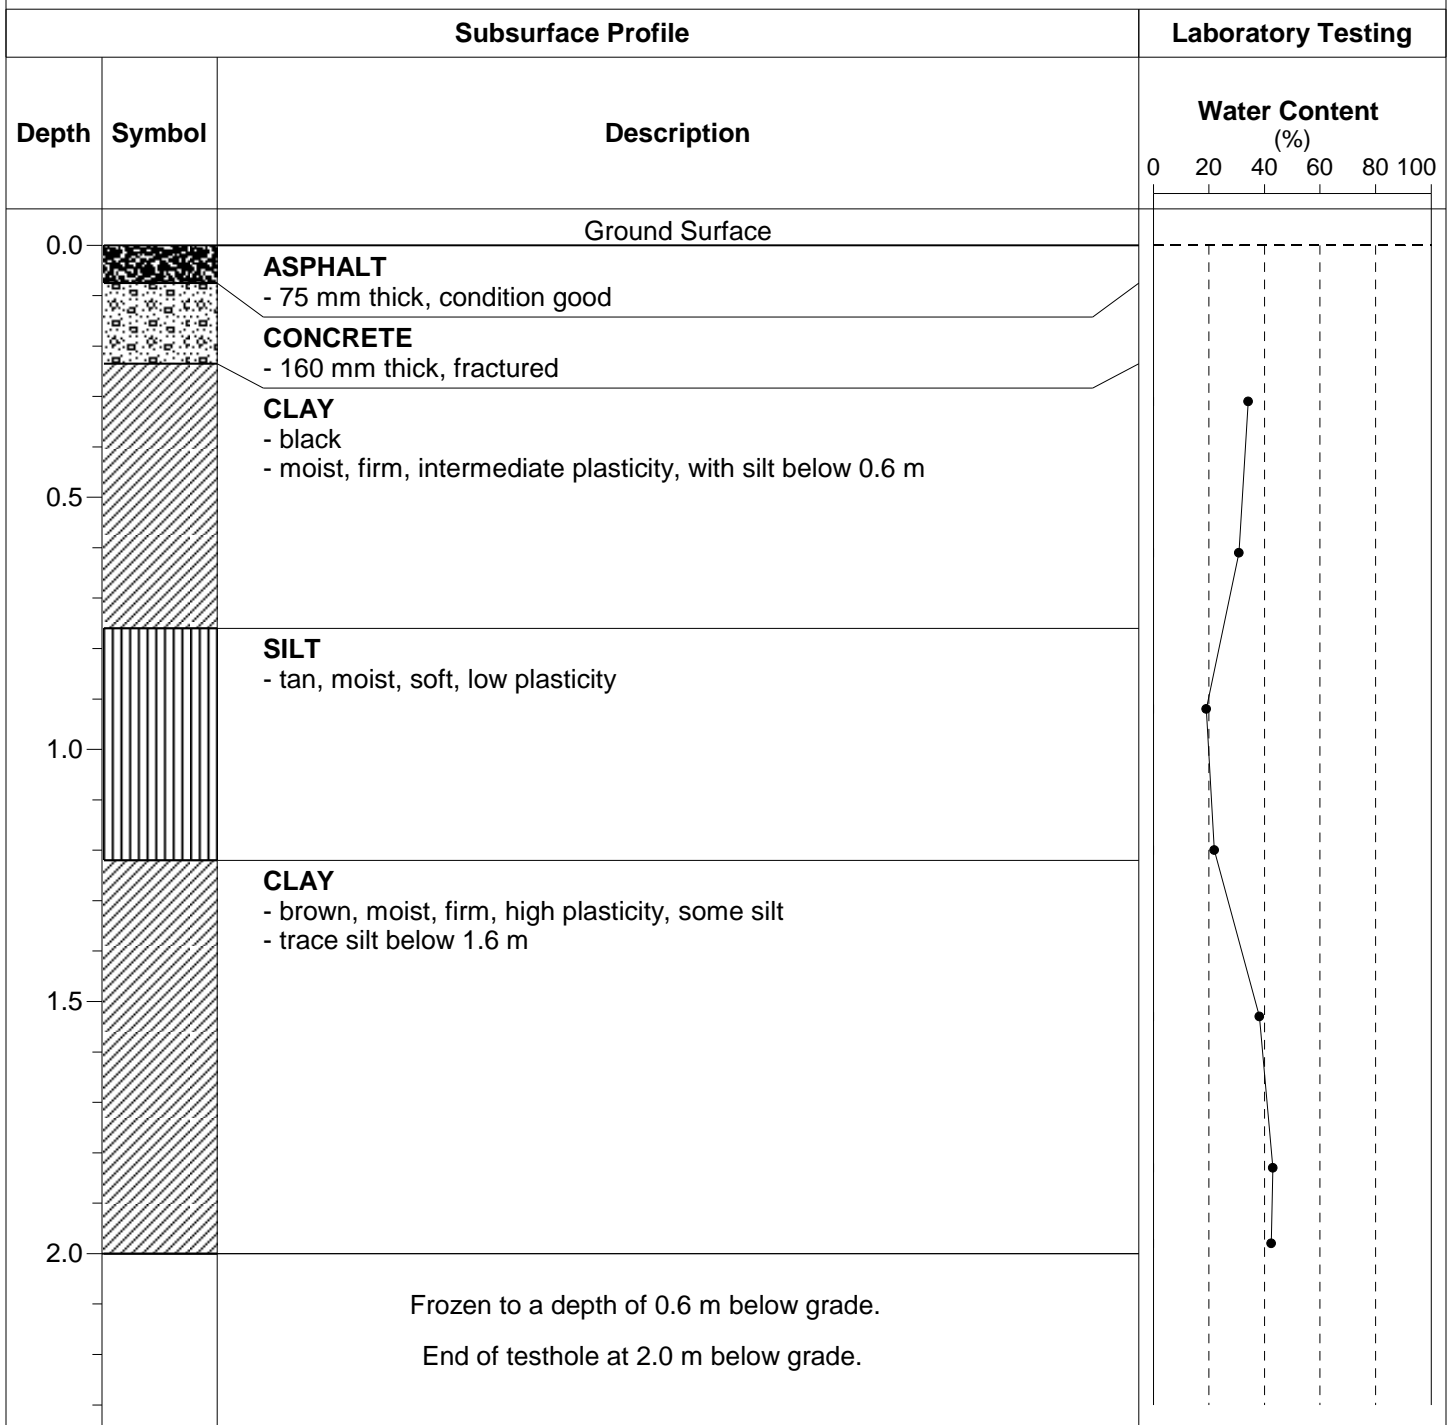 Subsurface Profile
Laboratory Testing
Depth
Symbol
Description
Water Content
(%)
0 20 40 60 80 100
Ground Surface
0.0
ASPHALT
- 75 mm thick, condition good
CONCRETE
- 160 mm thick, fractured
CLAY
- black
- moist, firm, intermediate plasticity, with silt below 0.6 m
0.5
SILT
- tan, moist, soft, low plasticity
1.0
CLAY
- brown, moist, firm, high plasticity, some silt
- trace silt below 1.6 m
1.5
2.0
Frozen to a depth of 0.6 m below grade.
End of testhole at 2.0 m below grade.